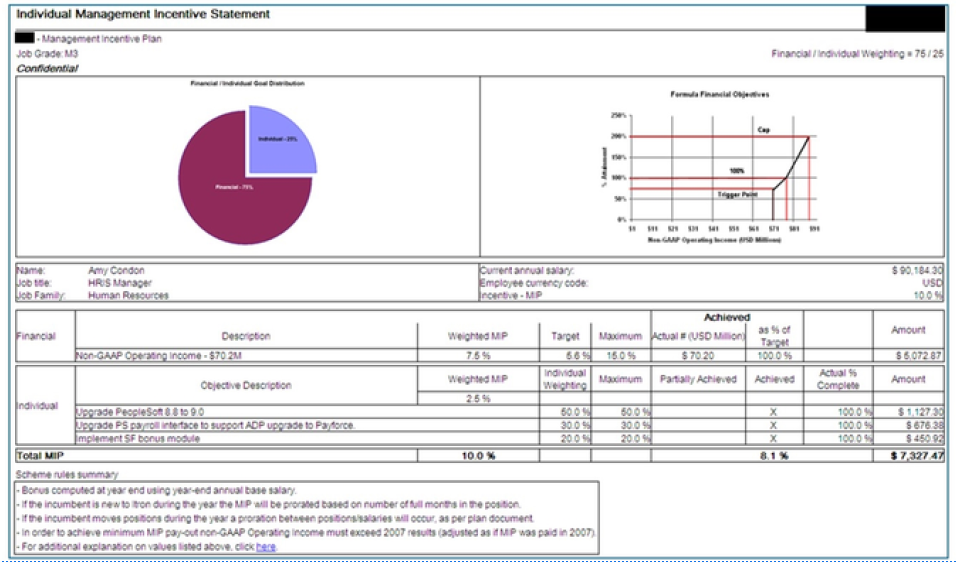 Individual Management Incentive Statement
- Management Incentive Plan
Job Grade: M3
Financial / Individual Weighting = 75 / 25
Confidential
Financial / Individual Goal Distribution
Individual - 25%
Financial - 75%
Formula Financial Objectives
% Attainment
250%
200%
150%
100%
50%
0%
Cap
100%
Trigger Point
$1 $11 $21 $31 $41 $51 $61 $71 $81 $91
Non-GAAP Operating Income (USD Millions)
Name: Amy Condon
Job title: HRIS Manager
Job Family: Human Resources
Current annual salary: $ 90,184.30
Employee currency code: USD
Incentive - MIP 10.0 %
Achieved
Financial Description Weighted MIP Target Maximum Actual # (USD Million) as % of Target Amount
Non-GAAP Operating Income - $70.2M 7.5 % 5.6 % 15.0 % $ 70.20 100.0 % $ 5,072.87
Individual Objective Description Weighted MIP Individual Weighting Maximum Partially Achieved Achieved Actual % Complete Amount
2.5 %
Upgrade PeopleSoft 8.8 to 9.0 50.0 % 50.0 % X 100.0 % $ 1,127.30
Upgrade PS payroll interface to support ADP upgrade to Payforce. 30.0 % 30.0 % X 100.0 % $ 676.38
Implement SF bonus module 20.0 % 20.0 % X 100.0 % $ 450.92
Total MIP 10.0 % 8.1 % $ 7,327.47
Scheme rules summary
- Bonus computed at year end using year-end annual base salary.
- If the incumbent is new to Itron during the year the MIP will be prorated based on number of full months in the position.
- If the incumbent moves positions during the year a proration between positions/salaries will occur, as per plan document.
- In order to achieve minimum MIP pay-out non-GAAP Operating Income must exceed 2007 results (adjusted as if MIP was paid in 2007).
- For additional explanation on values listed above, click here.